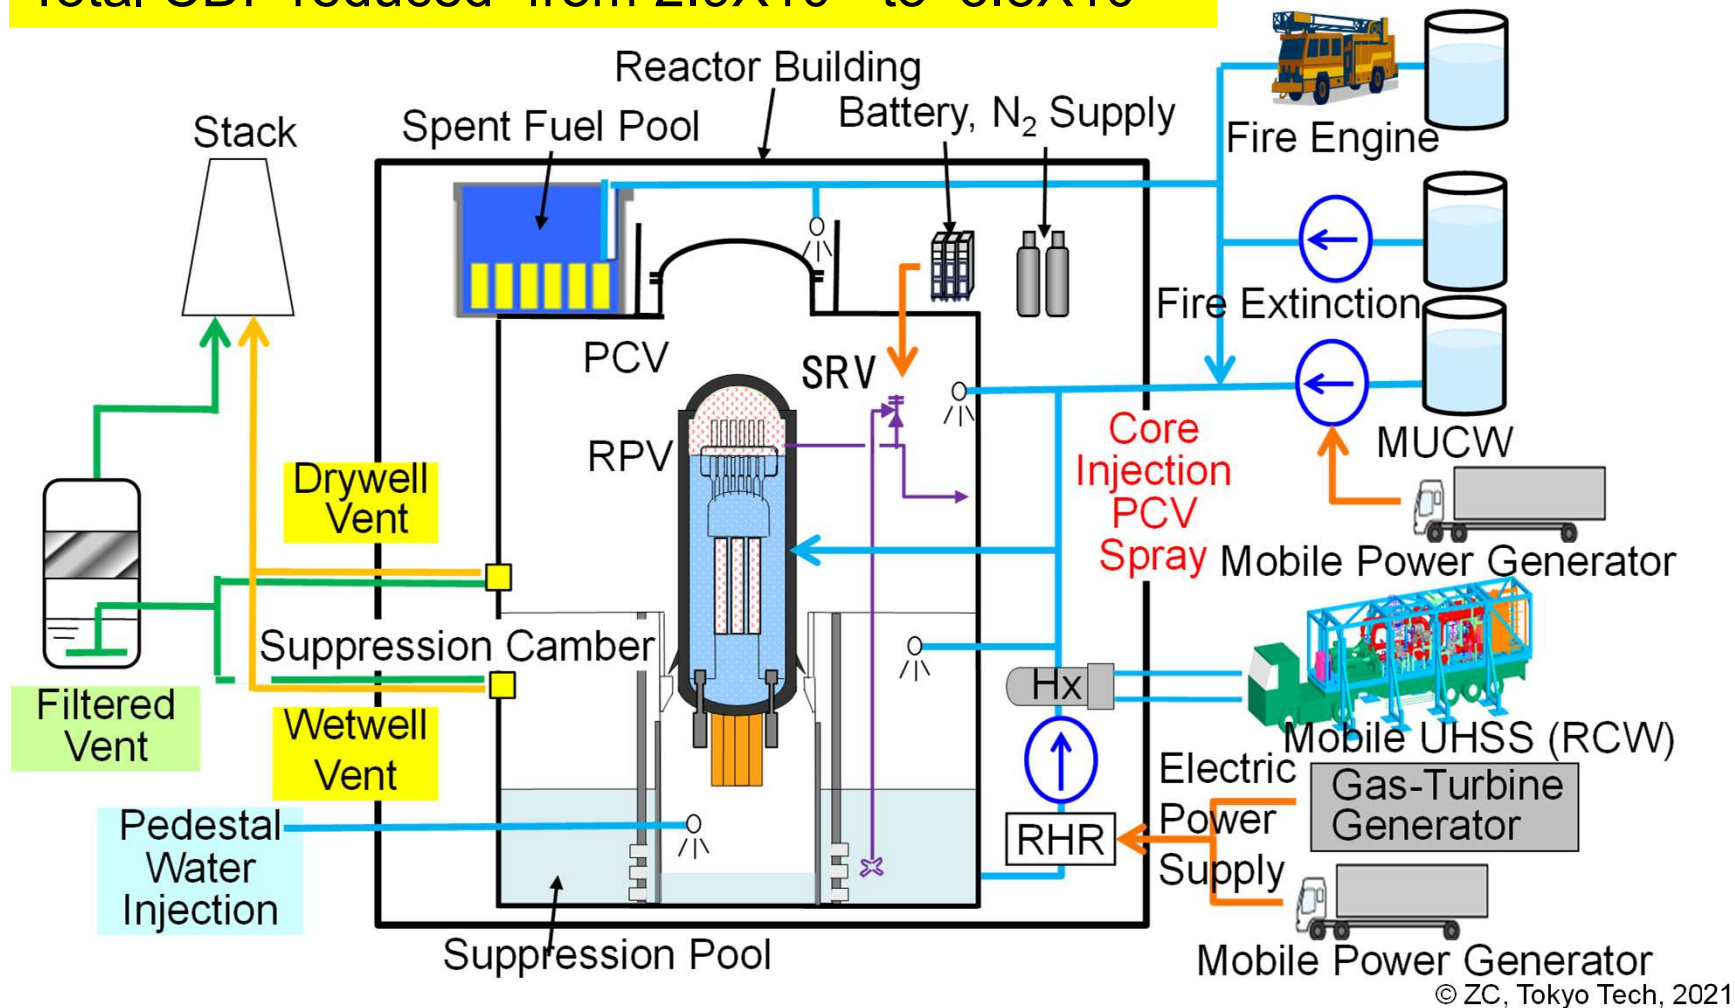 Reactor Building
Battery, N₂ Supply
Spent Fuel Pool
Stack
Fire Engine
Fire Extinction
PCV
SRV
RPV
MUCW
Core
Injection
PCV
Spray
Mobile Power Generator
Drywell
Vent
Suppression Camber
Hx
Filtered
Vent
Wetwell
Vent
Mobile UHSS (RCW)
Electric
Power
Supply
Gas-Turbine
Generator
RHR
Pedestal
Water
Injection
Suppression Pool
Mobile Power Generator
© ZC, Tokyo Tech, 2021